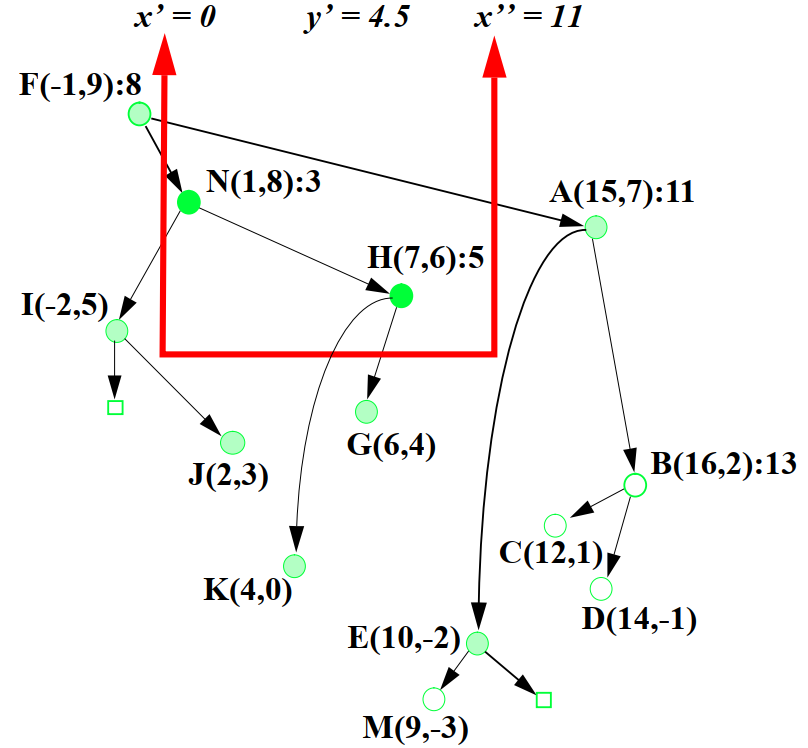 x’ = 0 y’ = 4.5 x’’ = 11
F(-1,9):8
N(1,8):3
A(15,7):11
H(7,6):5
I(-2,5)
G(6,4)
J(2,3)
B(16,2):13
C(12,1)
K(4,0)
D(14,-1)
E(10,-2)
M(9,-3)